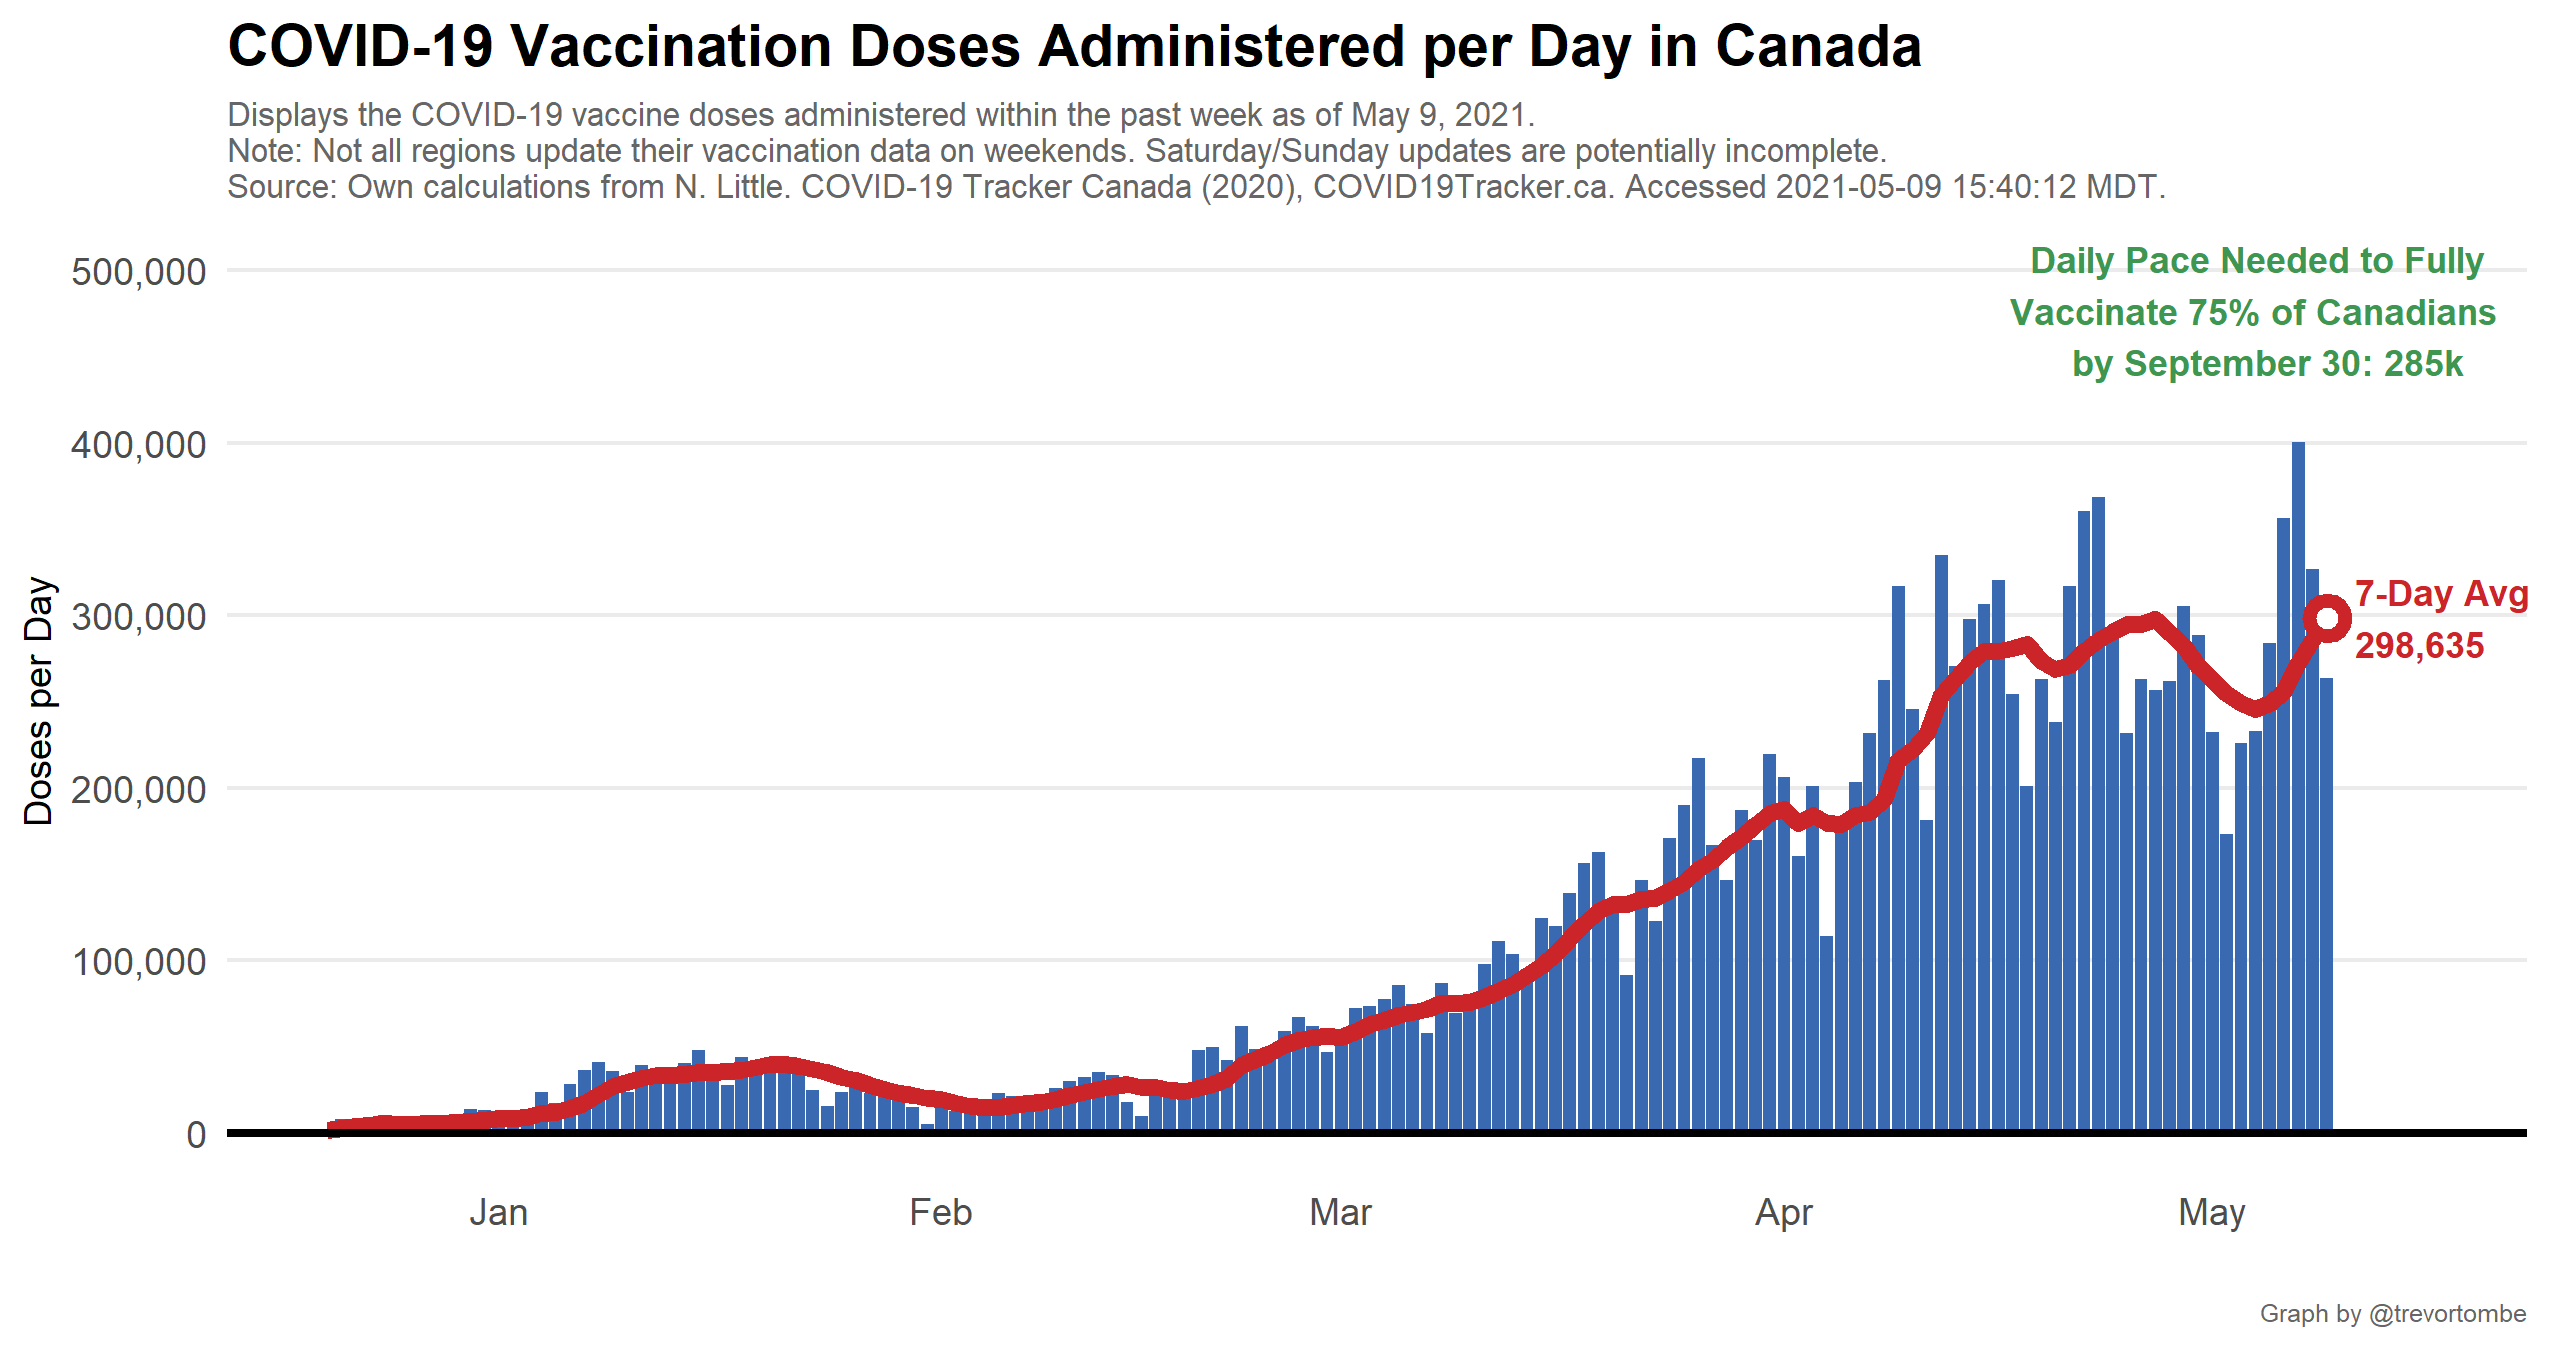 COVID-19 Vaccination Doses Administered per Day in Canada
Displays the COVID-19 vaccine doses administered within the past week as of May 9, 2021.
Note: Not all regions update their vaccination data on weekends. Saturday/Sunday updates are potentially incomplete.
Source: Own calculations from N. Little. COVID-19 Tracker Canada (2020), COVID19Tracker.ca. Accessed 2021-05-09 15:40:12 MDT.
Daily Pace Needed to Fully
Vaccinate 75% of Canadians
by September 30: 285k
500,000
400,000
300,000
200,000
100,000
0
Doses per Day
7-Day Avg
298,635
Jan
Feb
Mar
Apr
May
Graph by @trevortombe